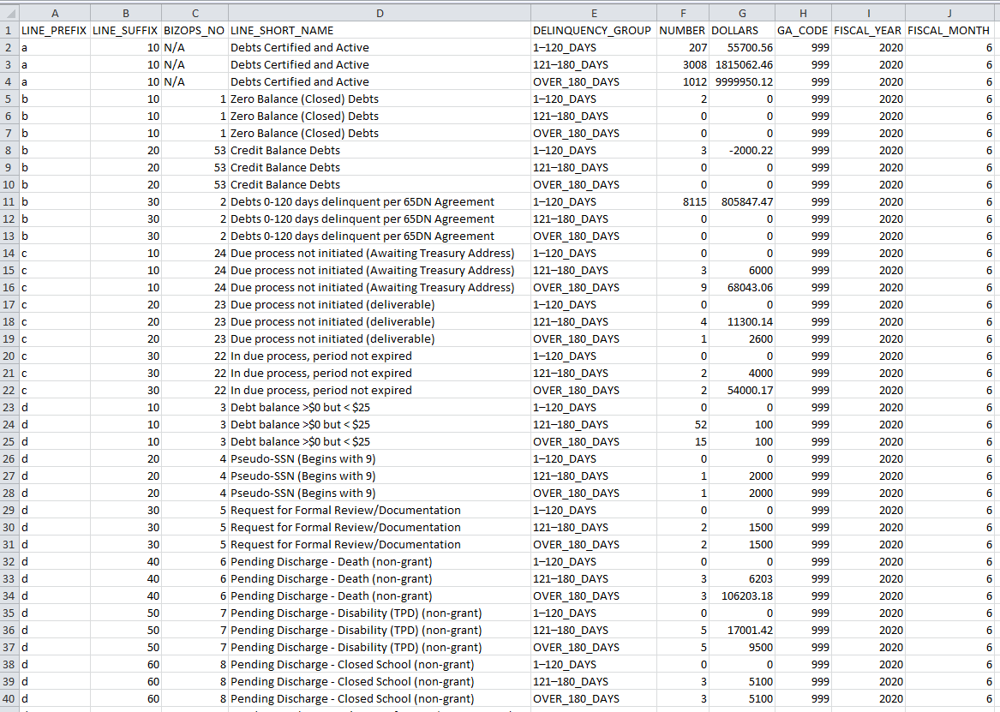 A B C D E F G H I J
1 LINE_PREFIX LINE_SUFFIX BIZOPS_NO LINE_SHORT_NAME DELINQUENCY_GROUP NUMBER DOLLARS GA_CODE FISCAL_YEAR FISCAL_MONTH
2 a 10 N/A Debts Certified and Active 1–120_DAYS 207 55700.56 999 2020 6
3 a 10 N/A Debts Certified and Active 121–180_DAYS 3008 1815062.46 999 2020 6
4 a 10 N/A Debts Certified and Active OVER_180_DAYS 1012 9999950.12 999 2020 6
5 b 10 1 Zero Balance (Closed) Debts 1–120_DAYS 2 0 999 2020 6
6 b 10 1 Zero Balance (Closed) Debts 121–180_DAYS 0 0 999 2020 6
7 b 10 1 Zero Balance (Closed) Debts OVER_180_DAYS 0 0 999 2020 6
8 b 20 53 Credit Balance Debts 1–120_DAYS 3 -2000.22 999 2020 6
9 b 20 53 Credit Balance Debts 121–180_DAYS 0 0 999 2020 6
10 b 20 53 Credit Balance Debts OVER_180_DAYS 0 0 999 2020 6
11 b 30 2 Debts 0-120 days delinquent per 65DN Agreement 1–120_DAYS 8115 805847.47 999 2020 6
12 b 30 2 Debts 0-120 days delinquent per 65DN Agreement 121–180_DAYS 0 0 999 2020 6
13 b 30 2 Debts 0-120 days delinquent per 65DN Agreement OVER_180_DAYS 0 0 999 2020 6
14 c 10 24 Due process not initiated (Awaiting Treasury Address) 1–120_DAYS 0 0 999 2020 6
15 c 10 24 Due process not initiated (Awaiting Treasury Address) 121–180_DAYS 3 6000 999 2020 6
16 c 10 24 Due process not initiated (Awaiting Treasury Address) OVER_180_DAYS 9 68043.06 999 2020 6
17 c 20 23 Due process not initiated (deliverable) 1–120_DAYS 0 0 999 2020 6
18 c 20 23 Due process not initiated (deliverable) 121–180_DAYS 4 11300.14 999 2020 6
19 c 20 23 Due process not initiated (deliverable) OVER_180_DAYS 1 2600 999 2020 6
20 c 30 22 In due process, period not expired 1–120_DAYS 0 0 999 2020 6
21 c 30 22 In due process, period not expired 121–180_DAYS 2 4000 999 2020 6
22 c 30 22 In due process, period not expired OVER_180_DAYS 2 54000.17 999 2020 6
23 d 10 3 Debt balance >$0 but < $25 1–120_DAYS 0 0 999 2020 6
24 d 10 3 Debt balance >$0 but < $25 121–180_DAYS 52 100 999 2020 6
25 d 10 3 Debt balance >$0 but < $25 OVER_180_DAYS 15 100 999 2020 6
26 d 20 4 Pseudo-SSN (Begins with 9) 1–120_DAYS 0 0 999 2020 6
27 d 20 4 Pseudo-SSN (Begins with 9) 121–180_DAYS 1 2000 999 2020 6
28 d 20 4 Pseudo-SSN (Begins with 9) OVER_180_DAYS 1 2000 999 2020 6
29 d 30 5 Request for Formal Review/Documentation 1–120_DAYS 0 0 999 2020 6
30 d 30 5 Request for Formal Review/Documentation 121–180_DAYS 2 1500 999 2020 6
31 d 30 5 Request for Formal Review/Documentation OVER_180_DAYS 2 1500 999 2020 6
32 d 40 6 Pending Discharge - Death (non-grant) 1–120_DAYS 0 0 999 2020 6
33 d 40 6 Pending Discharge - Death (non-grant) 121–180_DAYS 3 6203 999 2020 6
34 d 40 6 Pending Discharge - Death (non-grant) OVER_180_DAYS 3 106203.18 999 2020 6
35 d 50 7 Pending Discharge - Disability (TPD) (non-grant) 1–120_DAYS 0 0 999 2020 6
36 d 50 7 Pending Discharge - Disability (TPD) (non-grant) 121–180_DAYS 5 17001.42 999 2020 6
37 d 50 7 Pending Discharge - Disability (TPD) (non-grant) OVER_180_DAYS 5 9500 999 2020 6
38 d 60 8 Pending Discharge - Closed School (non-grant) 1–120_DAYS 0 0 999 2020 6
39 d 60 8 Pending Discharge - Closed School (non-grant) 121–180_DAYS 3 5100 999 2020 6
40 d 60 8 Pending Discharge - Closed School (non-grant) OVER_180_DAYS 3 5100 999 2020 6